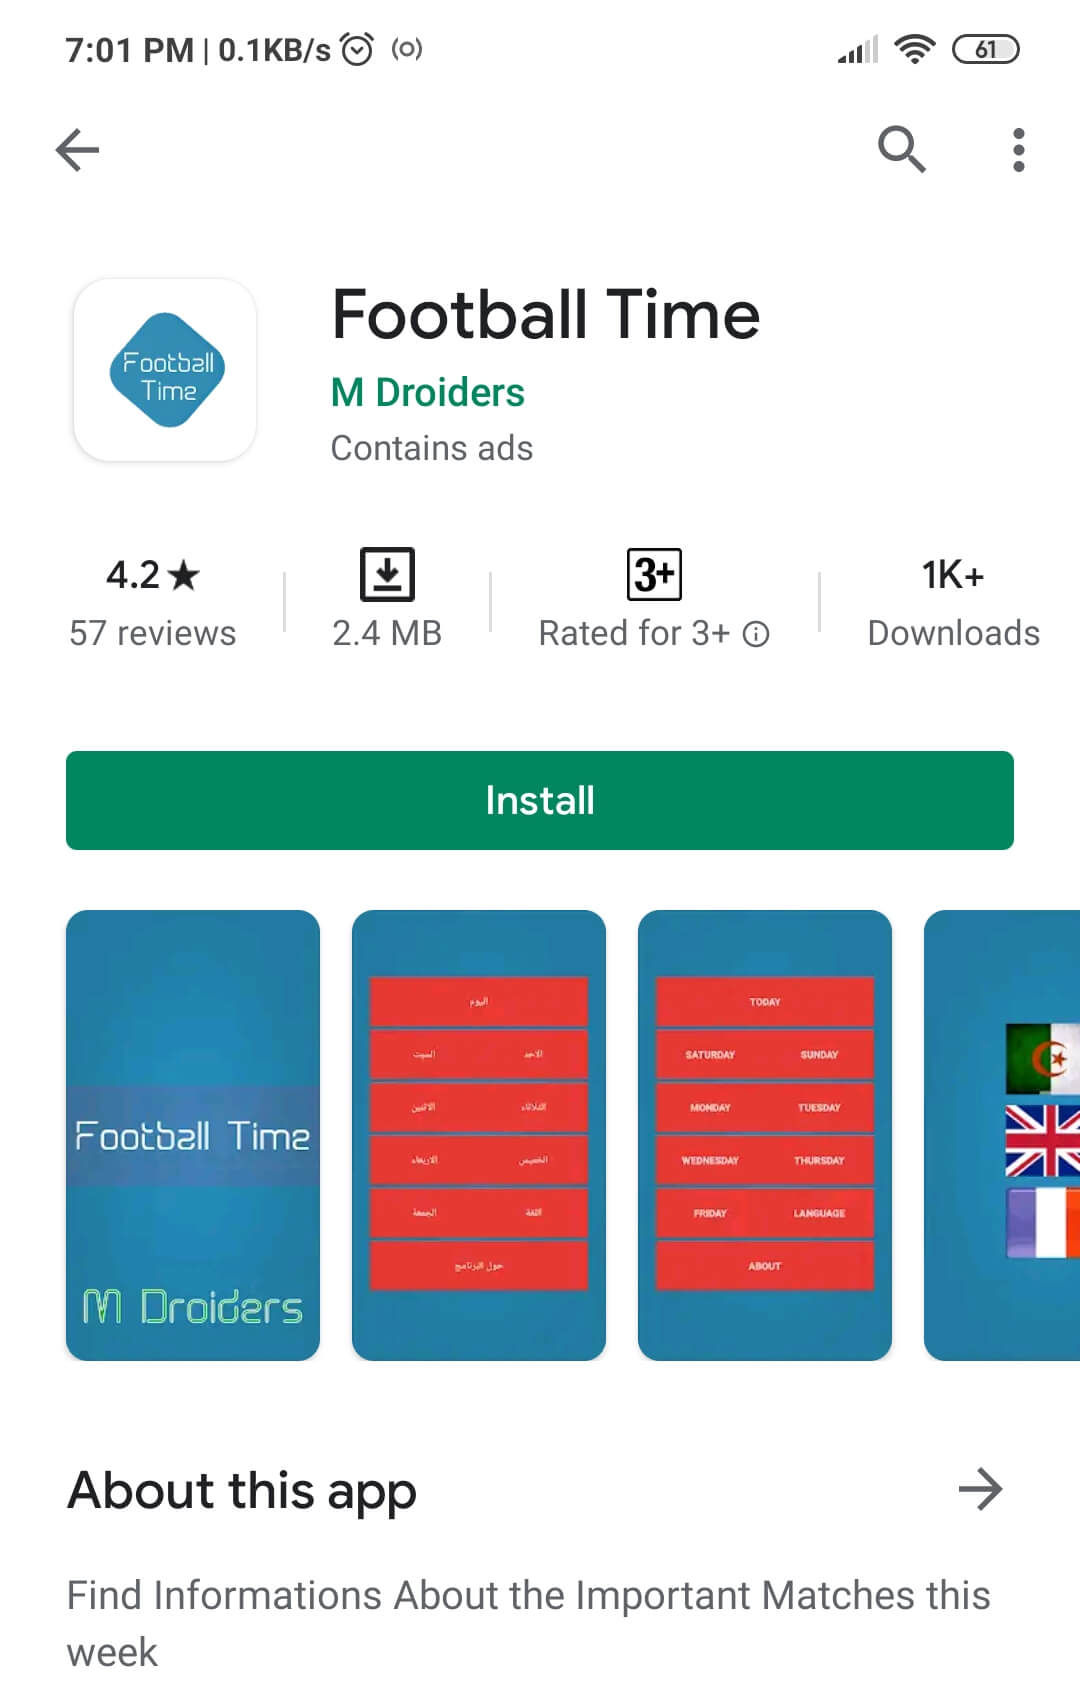 7:01 PM | 0.1KB/s
61
Football
Time
Football Time
M Droiders
Contains ads
4.2★
57 reviews
2.4 MB
3+
Rated for 3+
1K+
Downloads
Install
Football Time
M Droiders
اليوم
السبت الاحد
الاثنين الثلاثاء
الاربعاء الخميس
الجمعة اللغة
حول البرنامج
TODAY
SATURDAY SUNDAY
MONDAY TUESDAY
WEDNESDAY THURSDAY
FRIDAY LANGUAGE
ABOUT
About this app
Find Informations About the Important Matches this
week